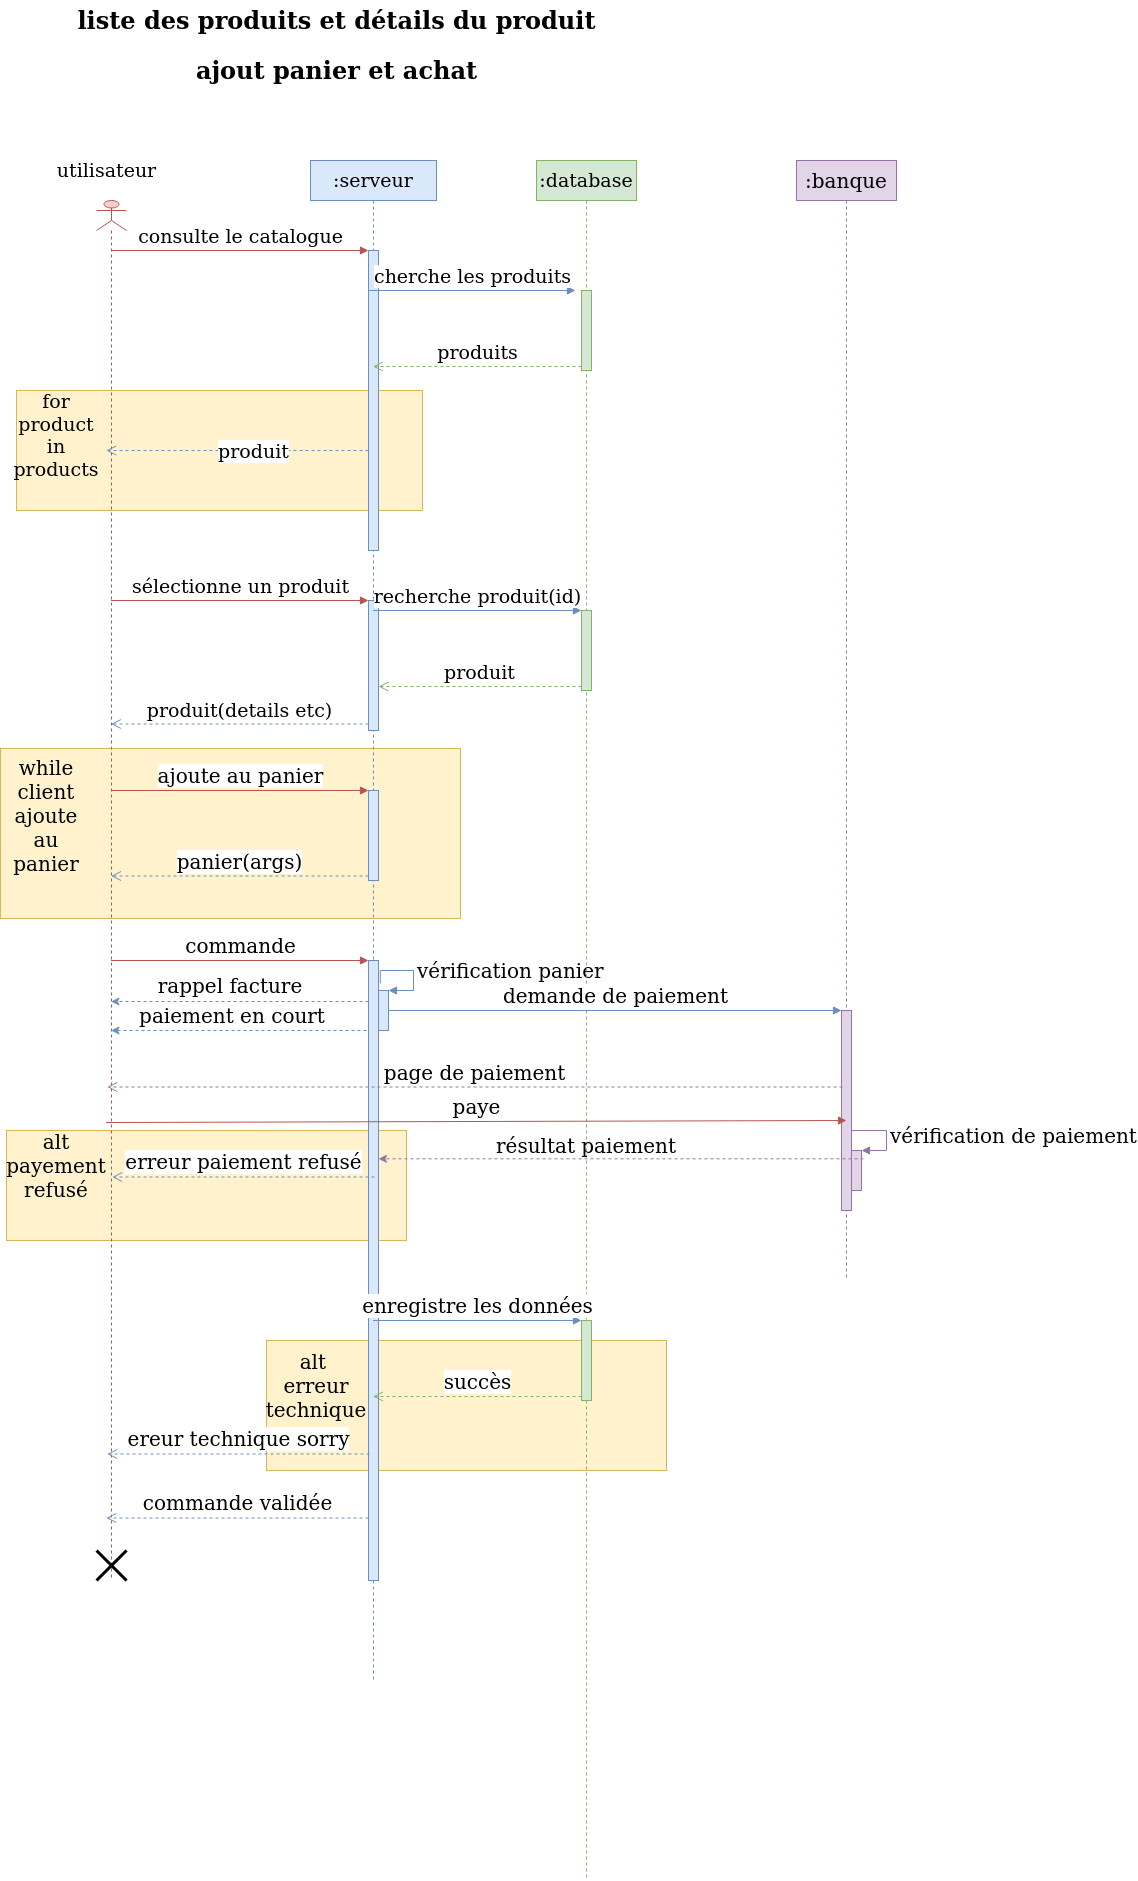 liste des produits et détails du produit
ajout panier et achat
utilisateur
:serveur
:database
:banque
consulte le catalogue
cherche les produits
produits
for
product
in
products
produit
sélectionne un produit
recherche produit(id)
produit
produit(details etc)
while
client
ajoute
au
panier
ajoute au panier
panier(args)
commande
vérification panier
rappel facture
demande de paiement
paiement en court
page de paiement
paye
alt
payement
refusé
vérification de paiement
résultat paiement
erreur paiement refusé
enregistre les données
alt
erreur
technique
succès
ereur technique sorry
commande validée